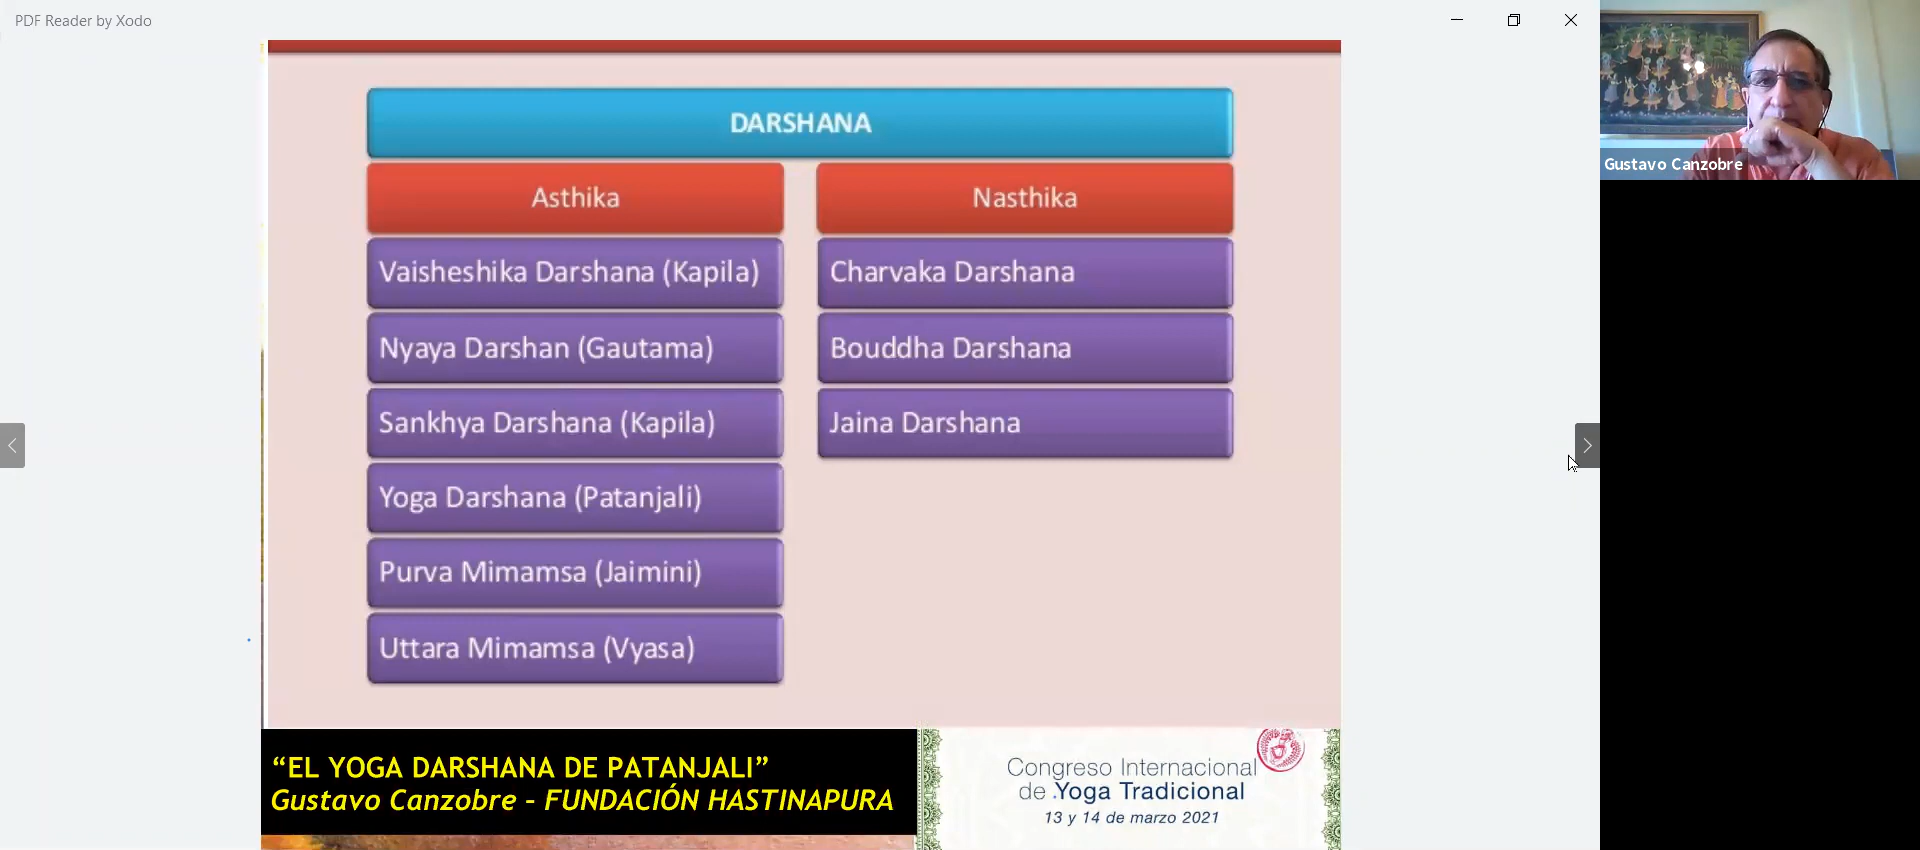 PDF Reader by Xodo
DARSHANA
Asthika
Nasthika
Vaisheshika Darshana (Kapila)
Charvaka Darshana
Nyaya Darshan (Gautama)
Bouddha Darshana
Sankhya Darshana (Kapila)
Jaina Darshana
Yoga Darshana (Patanjali)
Purva Mimamsa (Jaimini)
Uttara Mimamsa (Vyasa)
“EL YOGA DARSHANA DE PATANJALI”
Gustavo Canzobre – FUNDACIÓN HASTINAPURA
Congreso Internacional
de Yoga Tradicional
13 y 14 de marzo 2021
Gustavo Canzobre